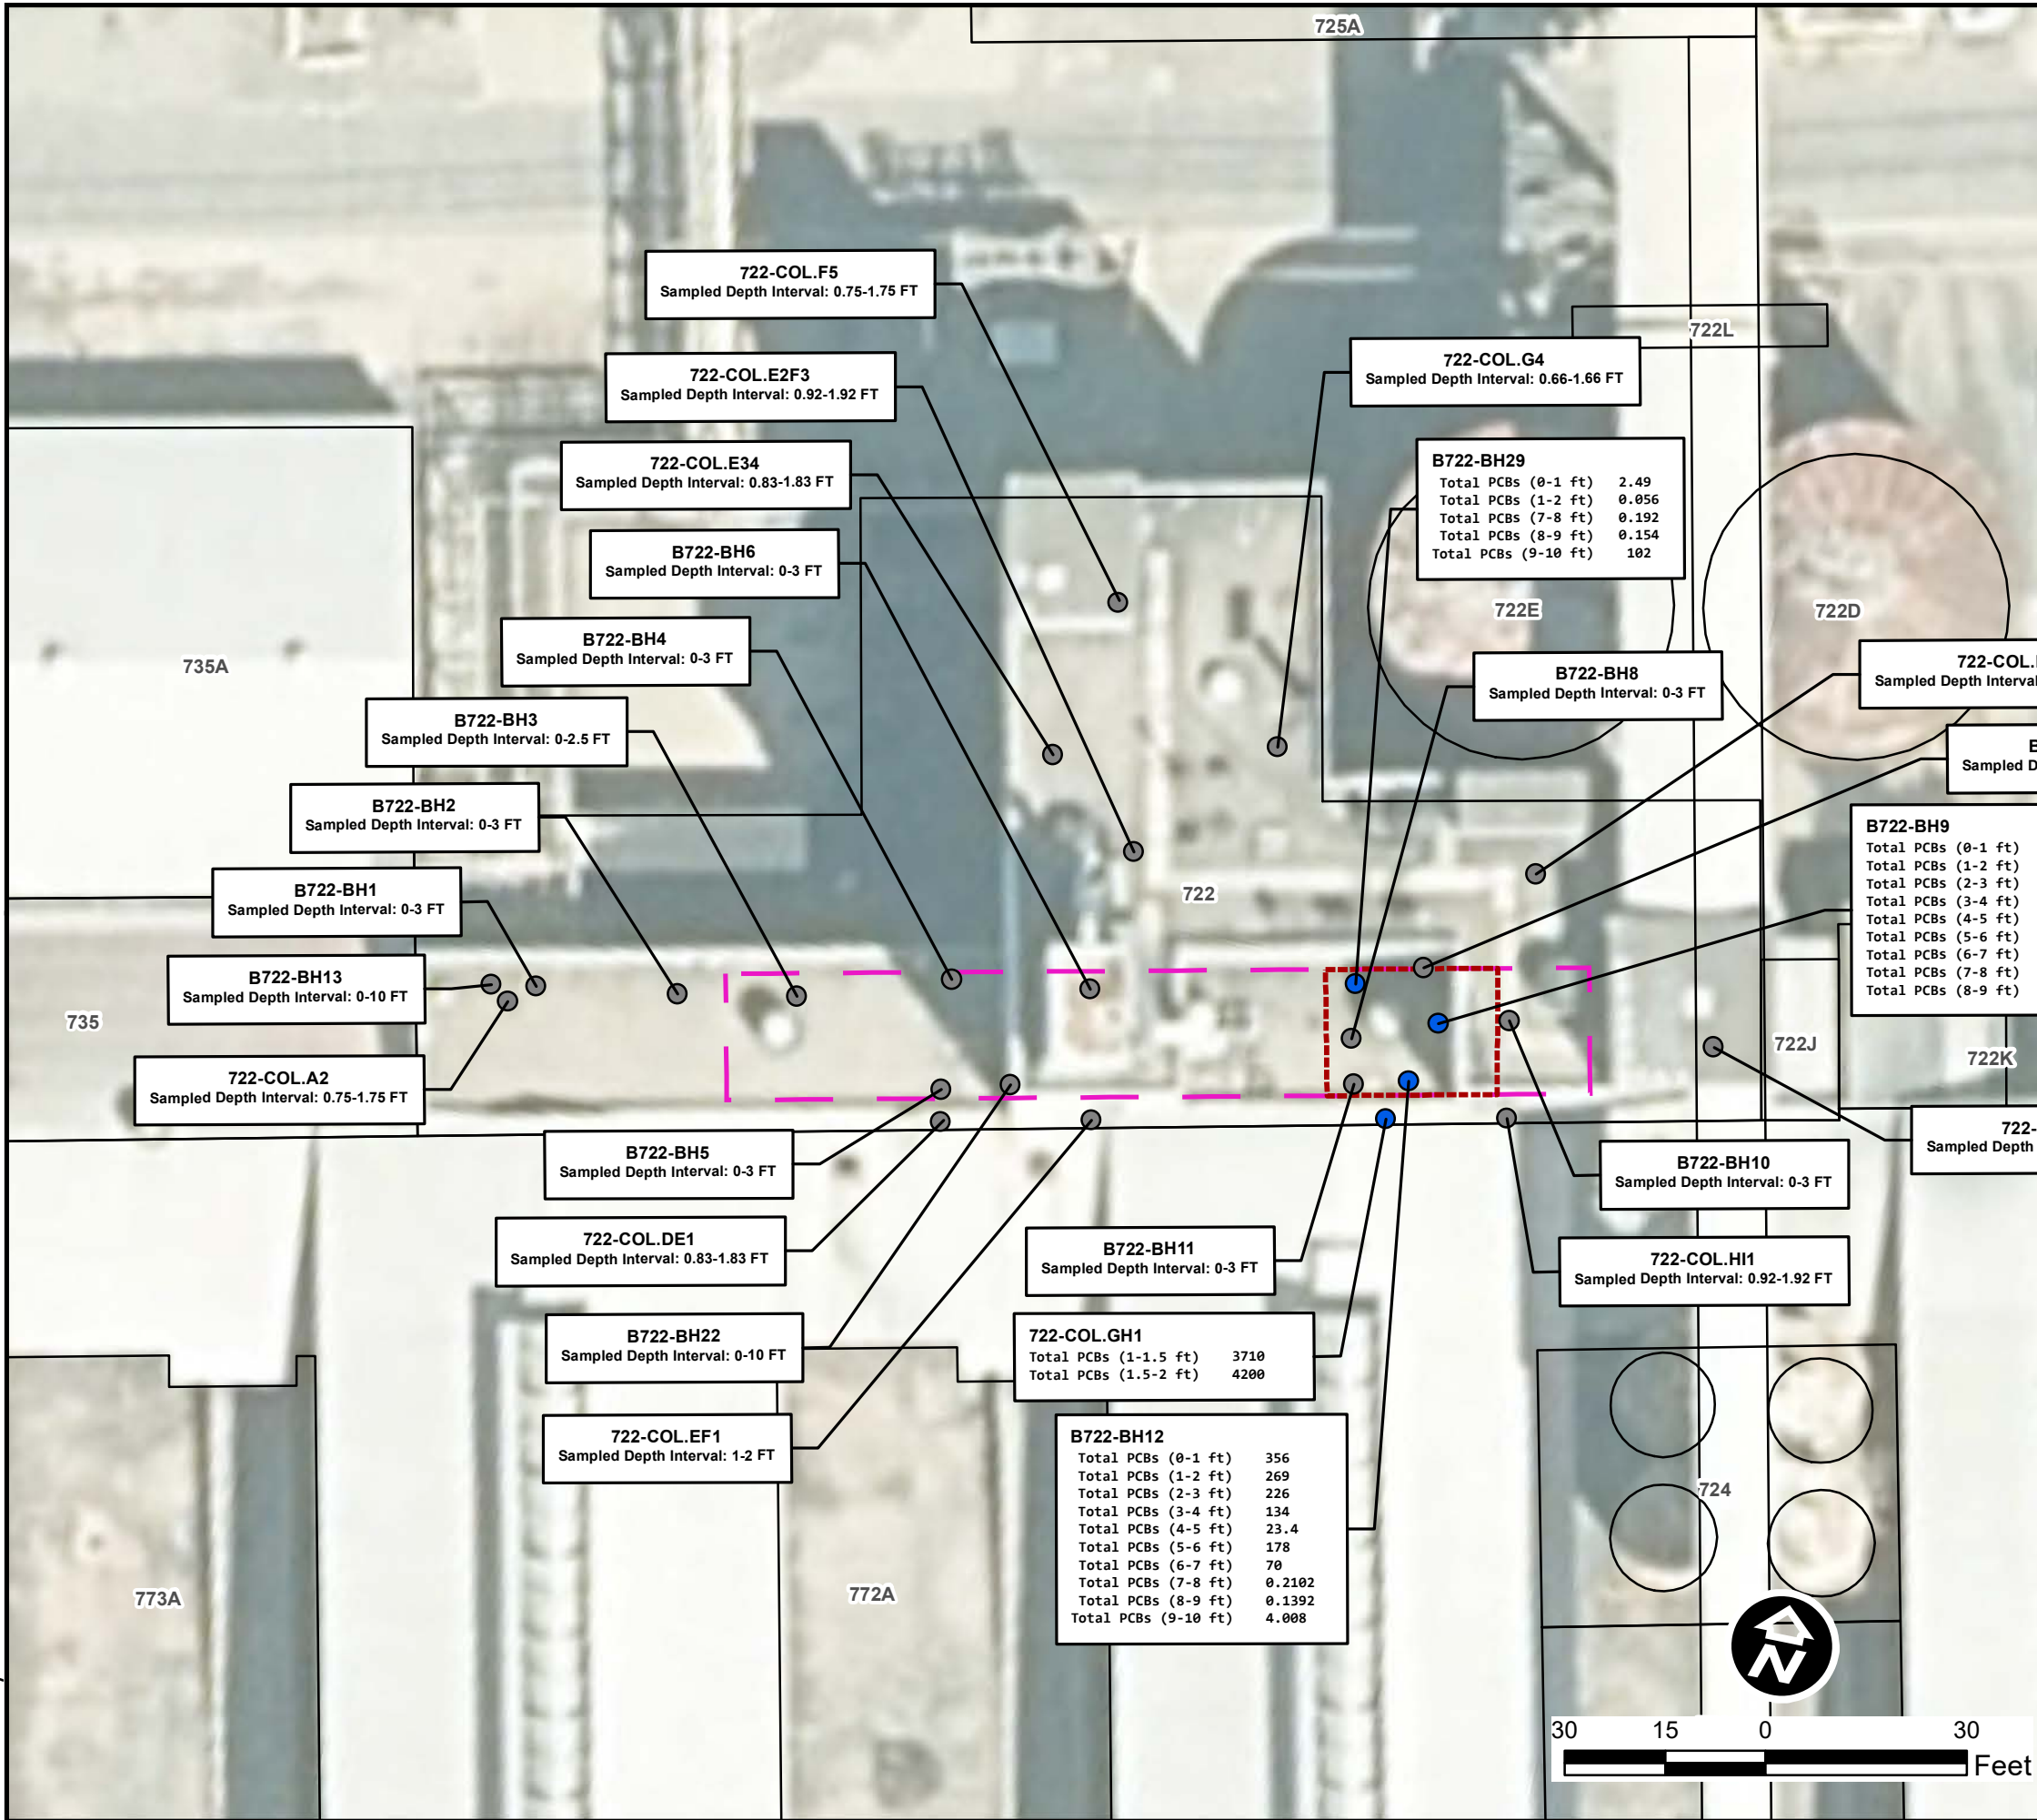 725A
722-COL.F5
Sampled Depth Interval: 0.75-1.75 FT
722L
722-COL.G4
Sampled Depth Interval: 0.66-1.66 FT
722-COL.E2F3
Sampled Depth Interval: 0.92-1.92 FT
722-COL.E34
Sampled Depth Interval: 0.83-1.83 FT
B722-BH29
Total PCBs (0-1 ft) 2.49
Total PCBs (1-2 ft) 0.056
Total PCBs (7-8 ft) 0.192
Total PCBs (8-9 ft) 0.154
Total PCBs (9-10 ft) 102
B722-BH6
Sampled Depth Interval: 0-3 FT
722E
722D
B722-BH4
Sampled Depth Interval: 0-3 FT
735A
B722-BH8
Sampled Depth Interval: 0-3 FT
722-COL.
Sampled Depth Interval
B722-BH3
Sampled Depth Interval: 0-2.5 FT
B
Sampled D
B722-BH2
Sampled Depth Interval: 0-3 FT
B722-BH9
Total PCBs (0-1 ft)
Total PCBs (1-2 ft)
Total PCBs (2-3 ft)
Total PCBs (3-4 ft)
Total PCBs (4-5 ft)
Total PCBs (5-6 ft)
Total PCBs (6-7 ft)
Total PCBs (7-8 ft)
Total PCBs (8-9 ft)
B722-BH1
Sampled Depth Interval: 0-3 FT
722
B722-BH13
Sampled Depth Interval: 0-10 FT
735
722J
722K
722-COL.A2
Sampled Depth Interval: 0.75-1.75 FT
722-
Sampled Depth
B722-BH5
Sampled Depth Interval: 0-3 FT
B722-BH10
Sampled Depth Interval: 0-3 FT
722-COL.DE1
Sampled Depth Interval: 0.83-1.83 FT
B722-BH11
Sampled Depth Interval: 0-3 FT
722-COL.HI1
Sampled Depth Interval: 0.92-1.92 FT
B722-BH22
Sampled Depth Interval: 0-10 FT
722-COL.GH1
Total PCBs (1-1.5 ft) 3710
Total PCBs (1.5-2 ft) 4200
722-COL.EF1
Sampled Depth Interval: 1-2 FT
B722-BH12
Total PCBs (0-1 ft) 356
Total PCBs (1-2 ft) 269
Total PCBs (2-3 ft) 226
Total PCBs (3-4 ft) 134
Total PCBs (4-5 ft) 23.4
Total PCBs (5-6 ft) 178
Total PCBs (6-7 ft) 70
Total PCBs (7-8 ft) 0.2102
Total PCBs (8-9 ft) 0.1392
Total PCBs (9-10 ft) 4.008
724
773A
772A
N
30 15 0 30
Feet